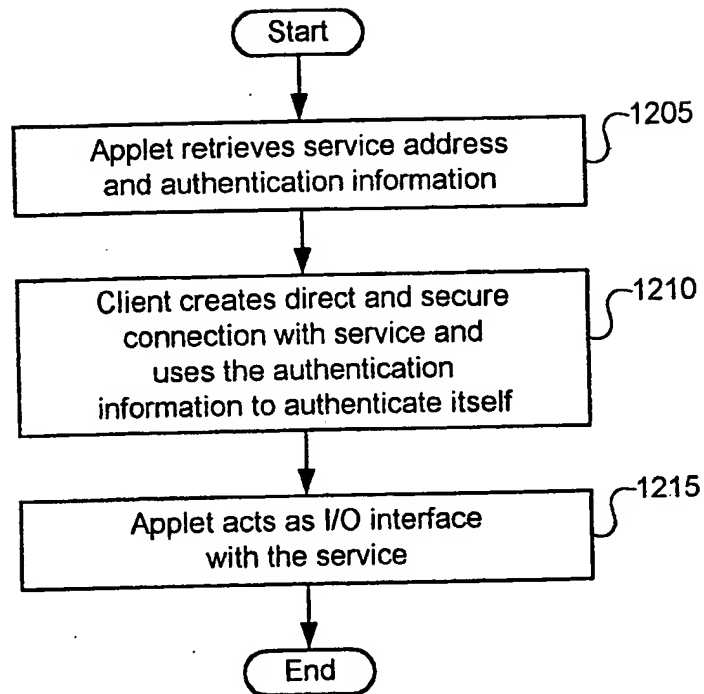 Start
1205
Applet retrieves service address
and authentication information
1210
Client creates direct and secure
connection with service and
uses the authentication
information to authenticate itself
1215
Applet acts as I/O interface
with the service
End